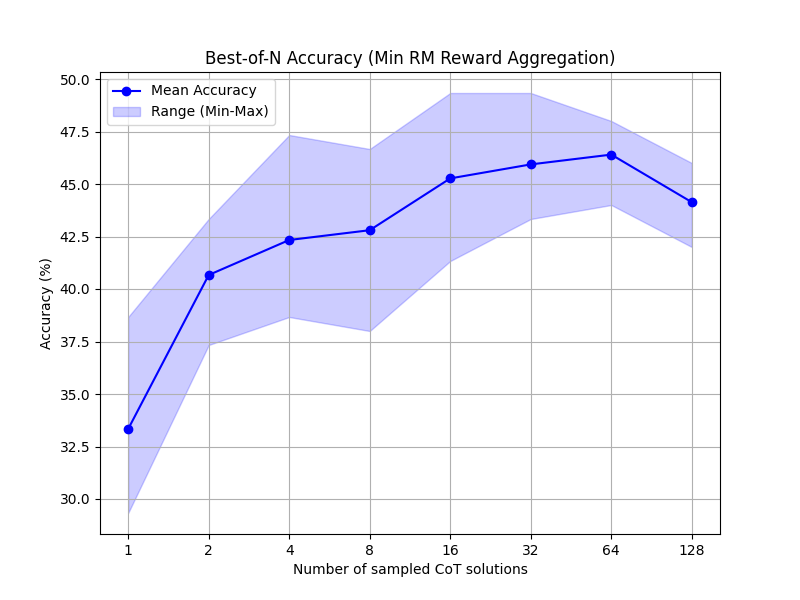 Best-of-N Accuracy (Min RM Reward Aggregation)
Mean Accuracy
Range (Min-Max)
50.0
47.5
45.0
42.5
40.0
37.5
35.0
32.5
30.0
Accuracy (%)
1 2 4 8 16 32 64 128
Number of sampled CoT solutions